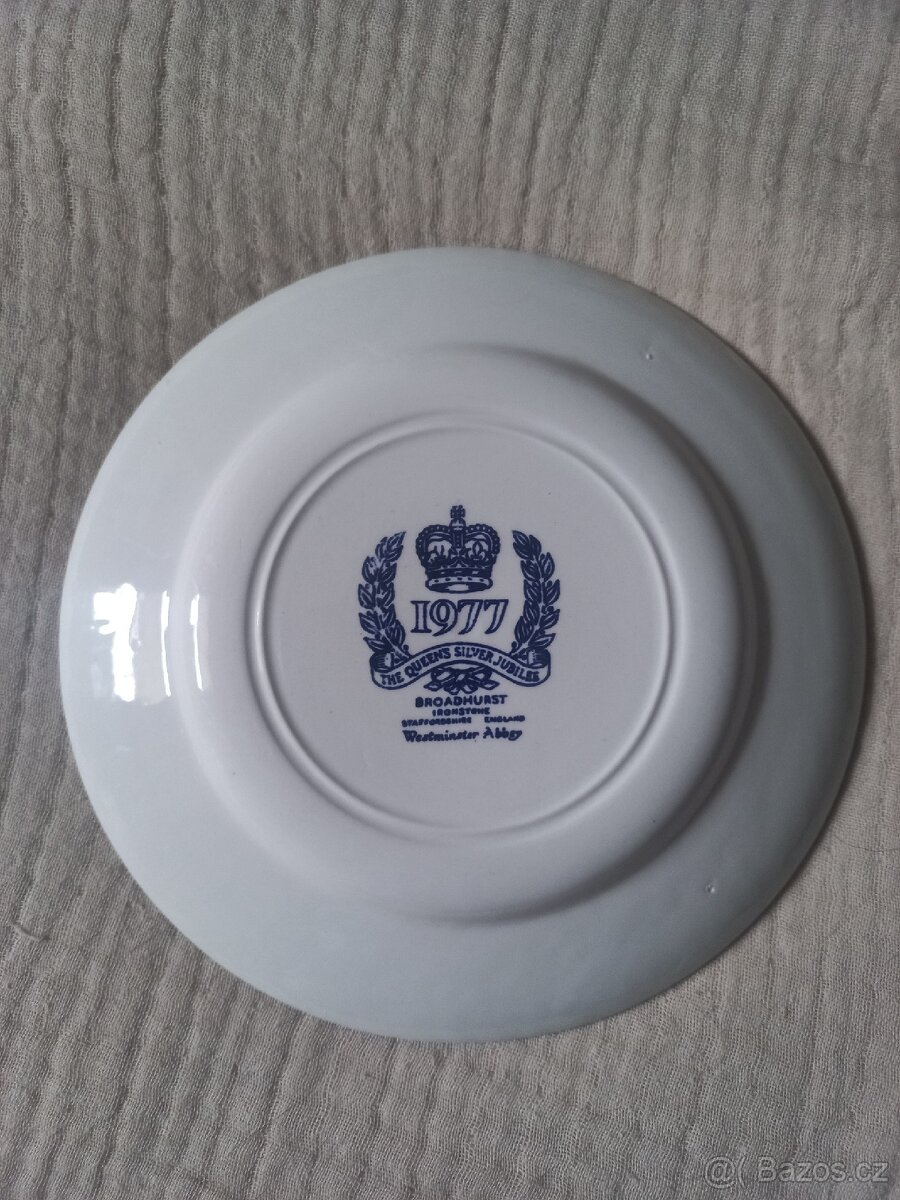 1977
THE QUEEN'S SILVER JUBILEE
BROADHURST
IRONSTONE
STAFFORDSHIRE ENGLAND
Westminster Abbey
@( Bazos.cz